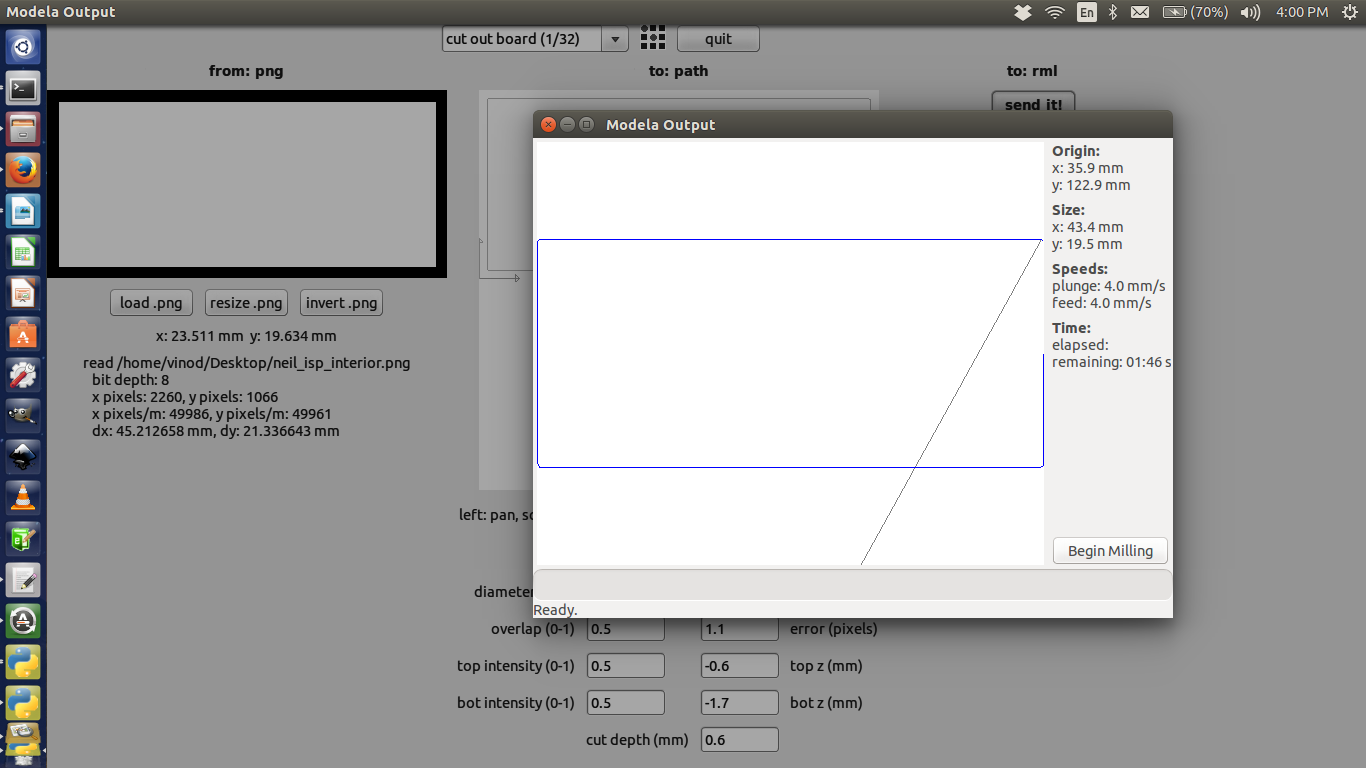 Modela Output
En
(70%)
4:00 PM
cut out board (1/32)
quit
from: png
to: path
to: rml
send it!
Modela Output
Origin:
x: 35.9 mm
y: 122.9 mm
Size:
x: 43.4 mm
y: 19.5 mm
Speeds:
plunge: 4.0 mm/s
feed: 4.0 mm/s
Time:
elapsed:
remaining: 01:46 s
Begin Milling
Ready.
load .png
resize .png
invert .png
x: 23.511 mm y: 19.634 mm
read /home/vinod/Desktop/neil_isp_interior.png
bit depth: 8
x pixels: 2260, y pixels: 1066
x pixels/m: 49986, y pixels/m: 49961
dx: 45.212658 mm, dy: 21.336643 mm
left: pan,
diameter
overlap (0-1) 0.5 1.1 error (pixels)
top intensity (0-1) 0.5 -0.6 top z (mm)
bot intensity (0-1) 0.5 -1.7 bot z (mm)
cut depth (mm) 0.6